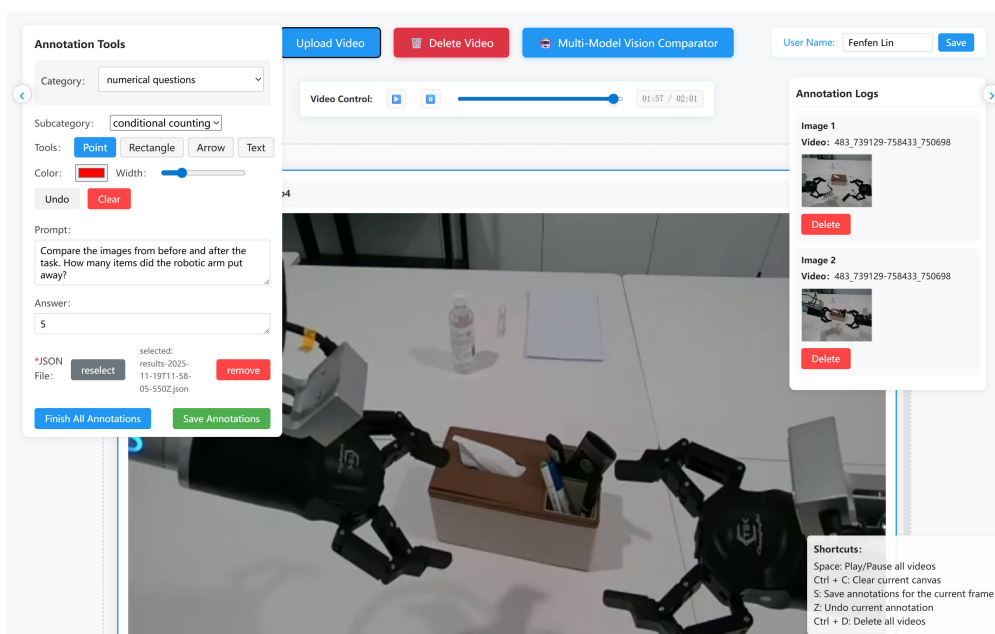 Annotation Tools
Category:
numerical questions
Subcategory:
conditional counting
Tools:
Point
Rectangle
Arrow
Text
Color:
Width:
Undo
Clear
Prompt:
Compare the images from before and after the
task. How many items did the robotic arm put
away?
Answer:
5
*JSON
File:
reselect
selected:
results-2025-
11-19T11-58-
05-550Z.json
remove
Finish All Annotations
Save Annotations
Upload Video
Delete Video
Multi-Model Vision Comparator
Video Control:
01:57 / 02:01
User Name:
Fenfen Lin
Save
Annotation Logs
Image 1
Video: 483_739129-758433_750698
Delete
Image 2
Video: 483_739129-758433_750698
Delete
Shortcuts:
Space: Play/Pause all videos
Ctrl + C: Clear current canvas
S: Save annotations for the current frame
Z: Undo current annotation
Ctrl + D: Delete all videos